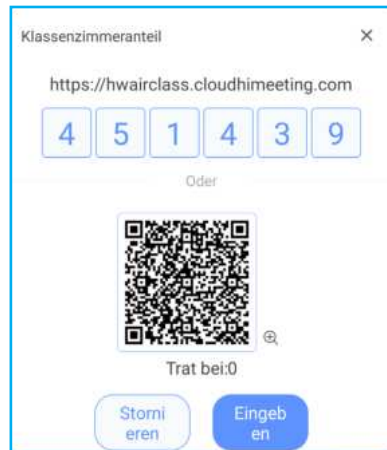 Klassenzimmeranteil
https://hwairclass.cloudhimeeting.com
4 5 1 4 3 9
Oder
Trat bei:0
Storni
eren
Eingeb
en